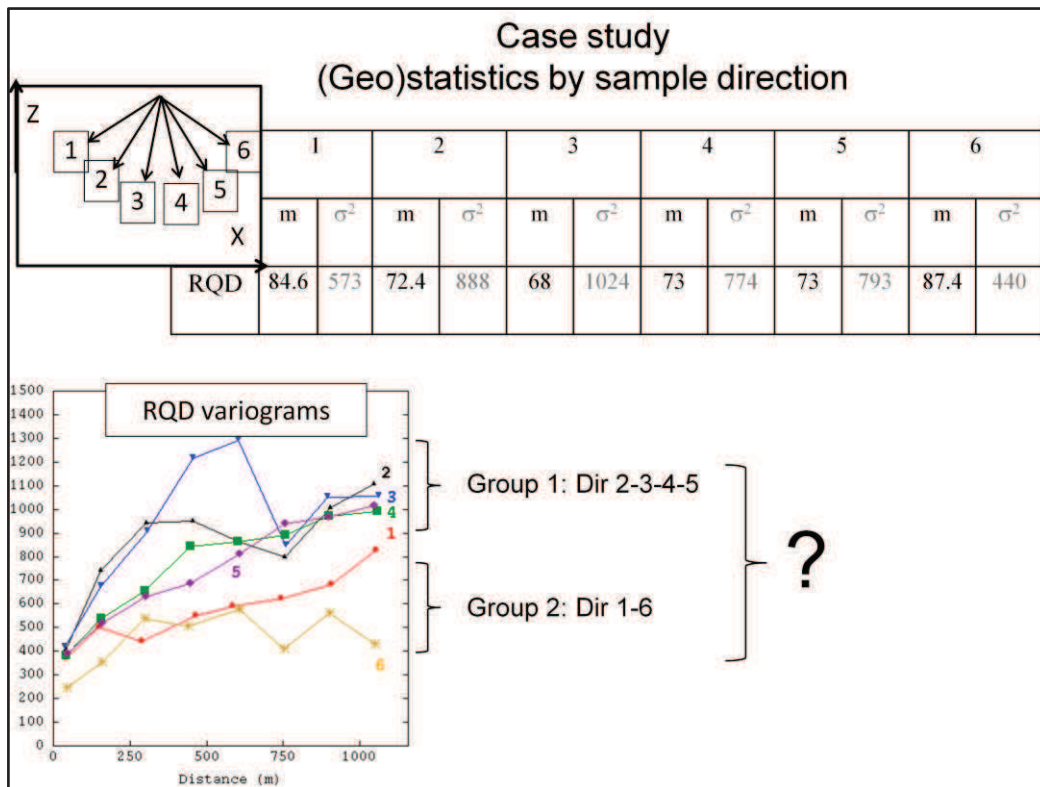 Case study
(Geo)statistics by sample direction
Z
1
2
3
4
5
6
X
1 2 3 4 5 6
m σ² m σ² m σ² m σ² m σ² m σ²
RQD 84.6 573 72.4 888 68 1024 73 774 73 793 87.4 440
RQD variograms
1500
1400
1300
1200
1100
1000
900
800
700
600
500
400
300
200
100
0
0 250 500 750 1000
Distance (m)
2
3
4
1
5
6
Group 1: Dir 2-3-4-5
Group 2: Dir 1-6
?